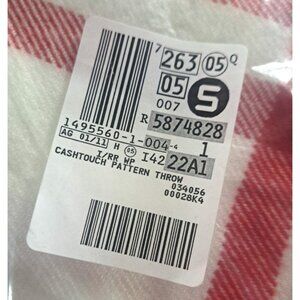 7 263 05 Q
05
007 S
R 5874828
1495560-1-004-4 1
AG 01/11 H 05 I42 22A1
I/RR WP
CASHTOUCH PATTERN THROW
034056
00028K4